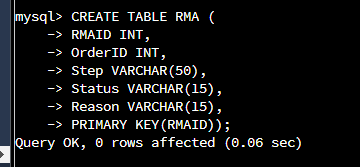 mysql> CREATE TABLE RMA (
-> RMAID INT,
-> OrderID INT,
-> Step VARCHAR(50),
-> Status VARCHAR(15),
-> Reason VARCHAR(15),
-> PRIMARY KEY(RMAID));
Query OK, 0 rows affected (0.06 sec)